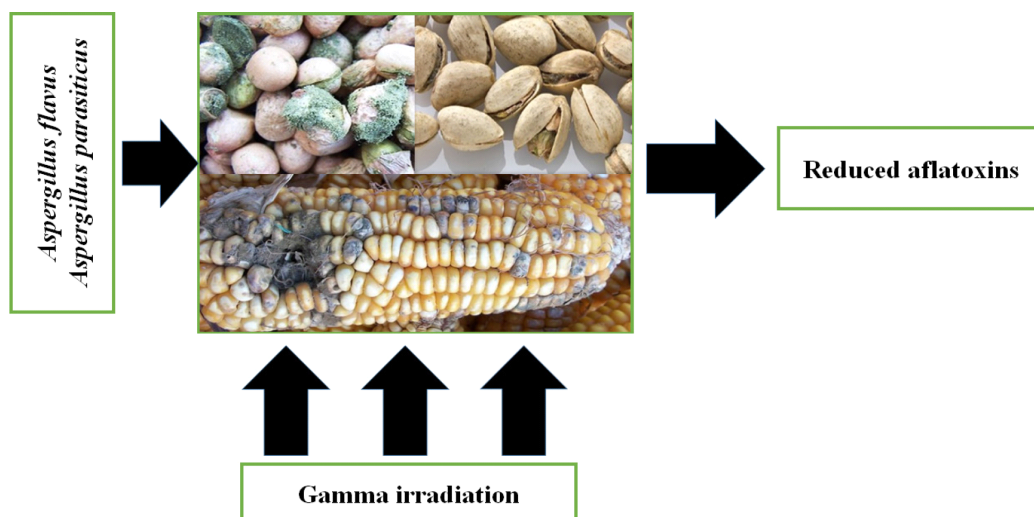 Aspergillus flavus
Aspergillus parasiticus
Reduced aflatoxins
Gamma irradiation